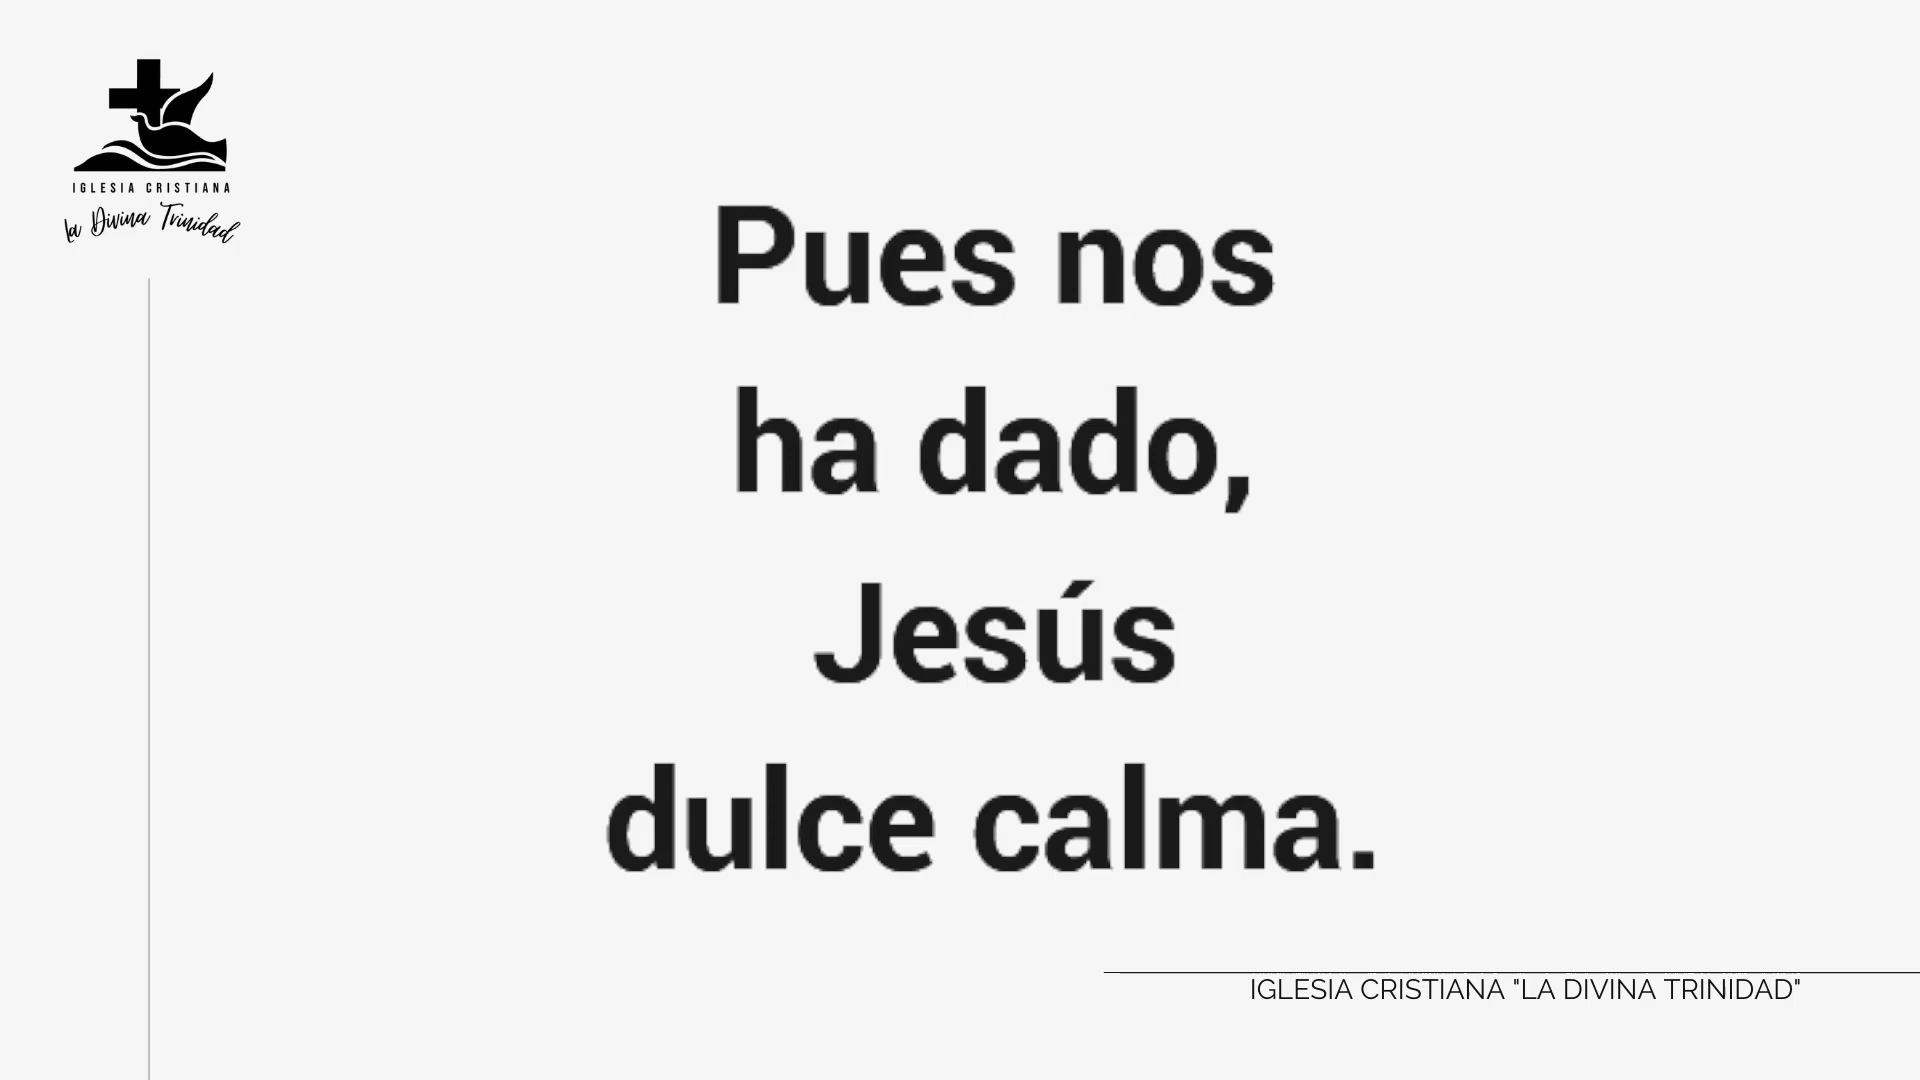 IGLESIA CRISTIANA
La Divina Trinidad
Pues nos
ha dado,
Jesús
dulce calma.
IGLESIA CRISTIANA "LA DIVINA TRINIDAD"